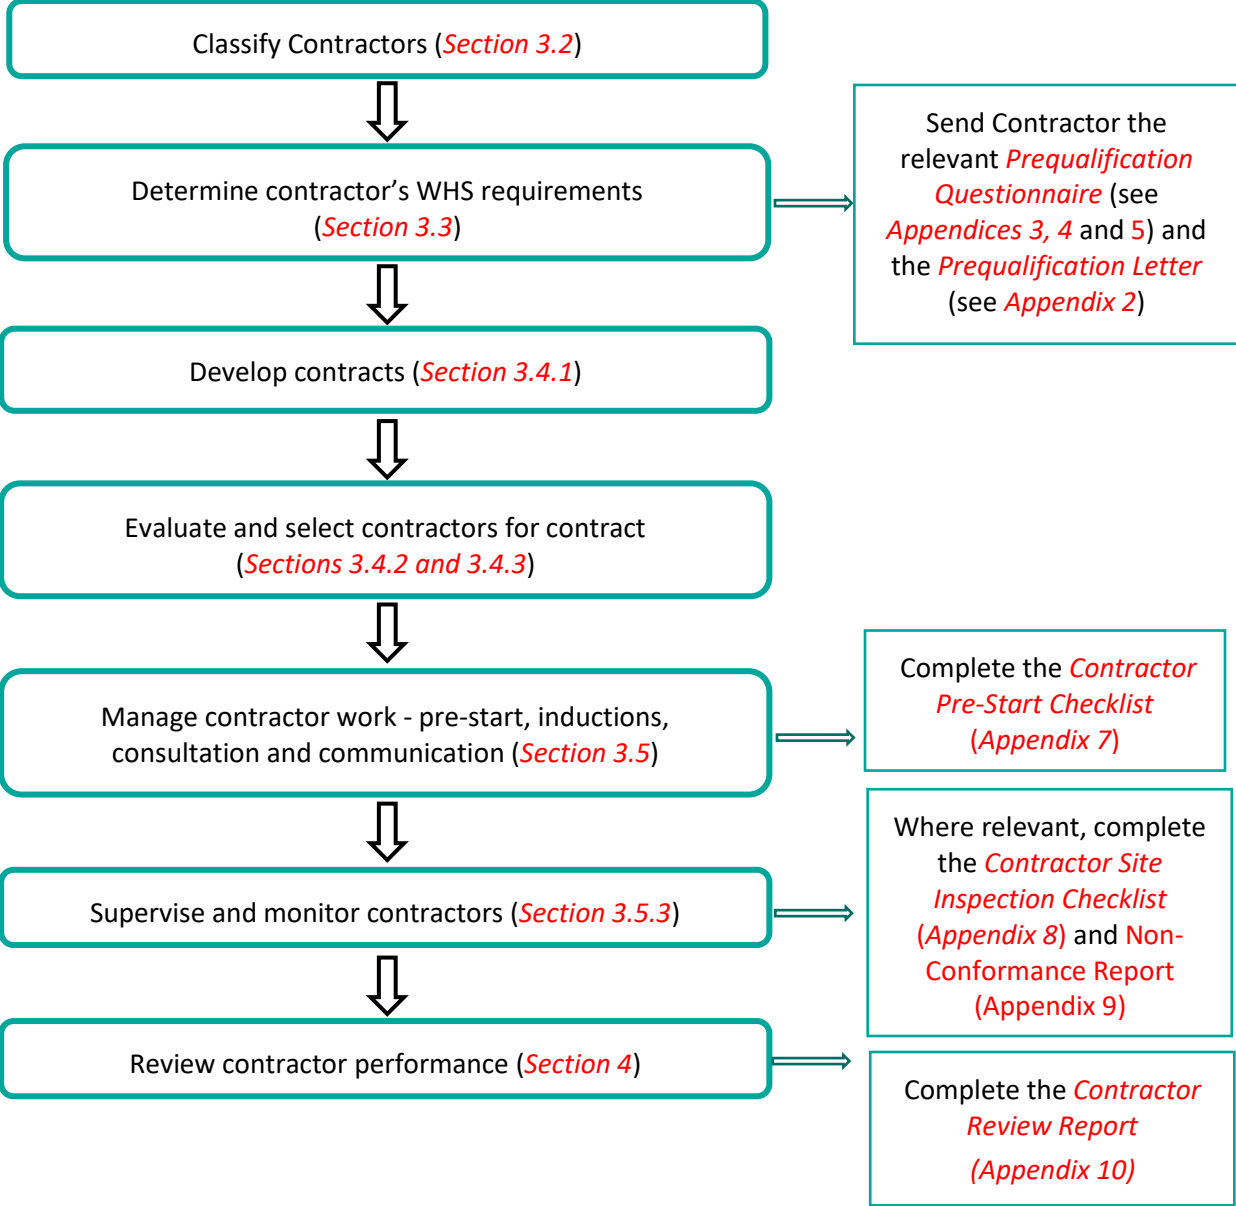 Classify Contractors (Section 3.2)
Determine contractor’s WHS requirements
(Section 3.3)
Send Contractor the
relevant Prequalification
Questionnaire (see
Appendices 3, 4 and 5) and
the Prequalification Letter
(see Appendix 2)
Develop contracts (Section 3.4.1)
Evaluate and select contractors for contract
(Sections 3.4.2 and 3.4.3)
Manage contractor work - pre-start, inductions,
consultation and communication (Section 3.5)
Complete the Contractor
Pre-Start Checklist
(Appendix 7)
Supervise and monitor contractors (Section 3.5.3)
Where relevant, complete
the Contractor Site
Inspection Checklist
(Appendix 8) and Non-
Conformance Report
(Appendix 9)
Review contractor performance (Section 4)
Complete the Contractor
Review Report
(Appendix 10)